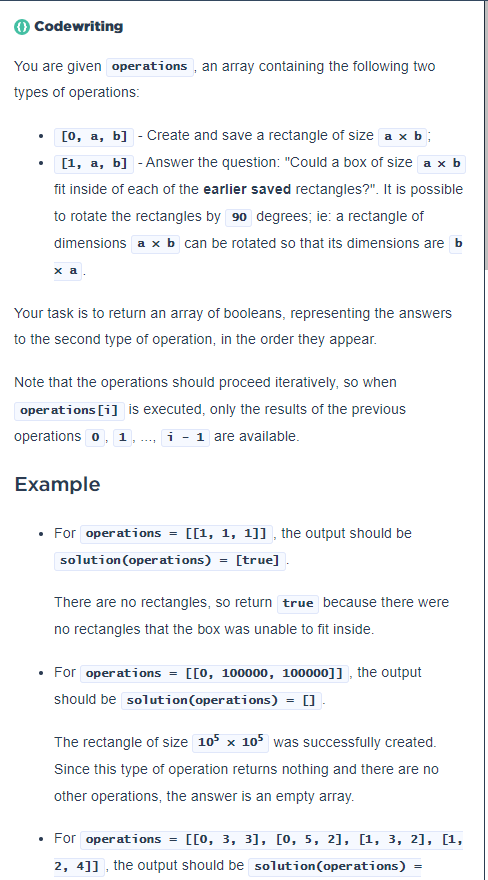 Codewriting
You are given operations, an array containing the following two
types of operations:
• [0, a, b] - Create and save a rectangle of size a x b;
• [1, a, b] - Answer the question: "Could a box of size a x b
fit inside of each of the earlier saved rectangles?". It is possible
to rotate the rectangles by 90 degrees; ie: a rectangle of
dimensions a x b can be rotated so that its dimensions are b
x a.
Your task is to return an array of booleans, representing the answers
to the second type of operation, in the order they appear.
Note that the operations should proceed iteratively, so when
operations[i] is executed, only the results of the previous
operations 0, 1, ..., i - 1 are available.
Example
• For operations = [[1, 1, 1]], the output should be
solution(operations) = [true].
There are no rectangles, so return true because there were
no rectangles that the box was unable to fit inside.
• For operations = [[0, 100000, 100000]], the output
should be solution(operations) = [].
The rectangle of size 10⁵ x 10⁵ was successfully created.
Since this type of operation returns nothing and there are no
other operations, the answer is an empty array.
• For operations = [[0, 3, 3], [0, 5, 2], [1, 3, 2], [1,
2, 4]], the output should be solution(operations) =